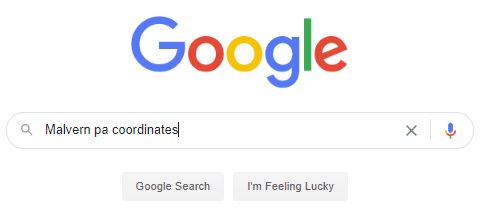 Google
Malvern pa coordinates
Google Search
I'm Feeling Lucky